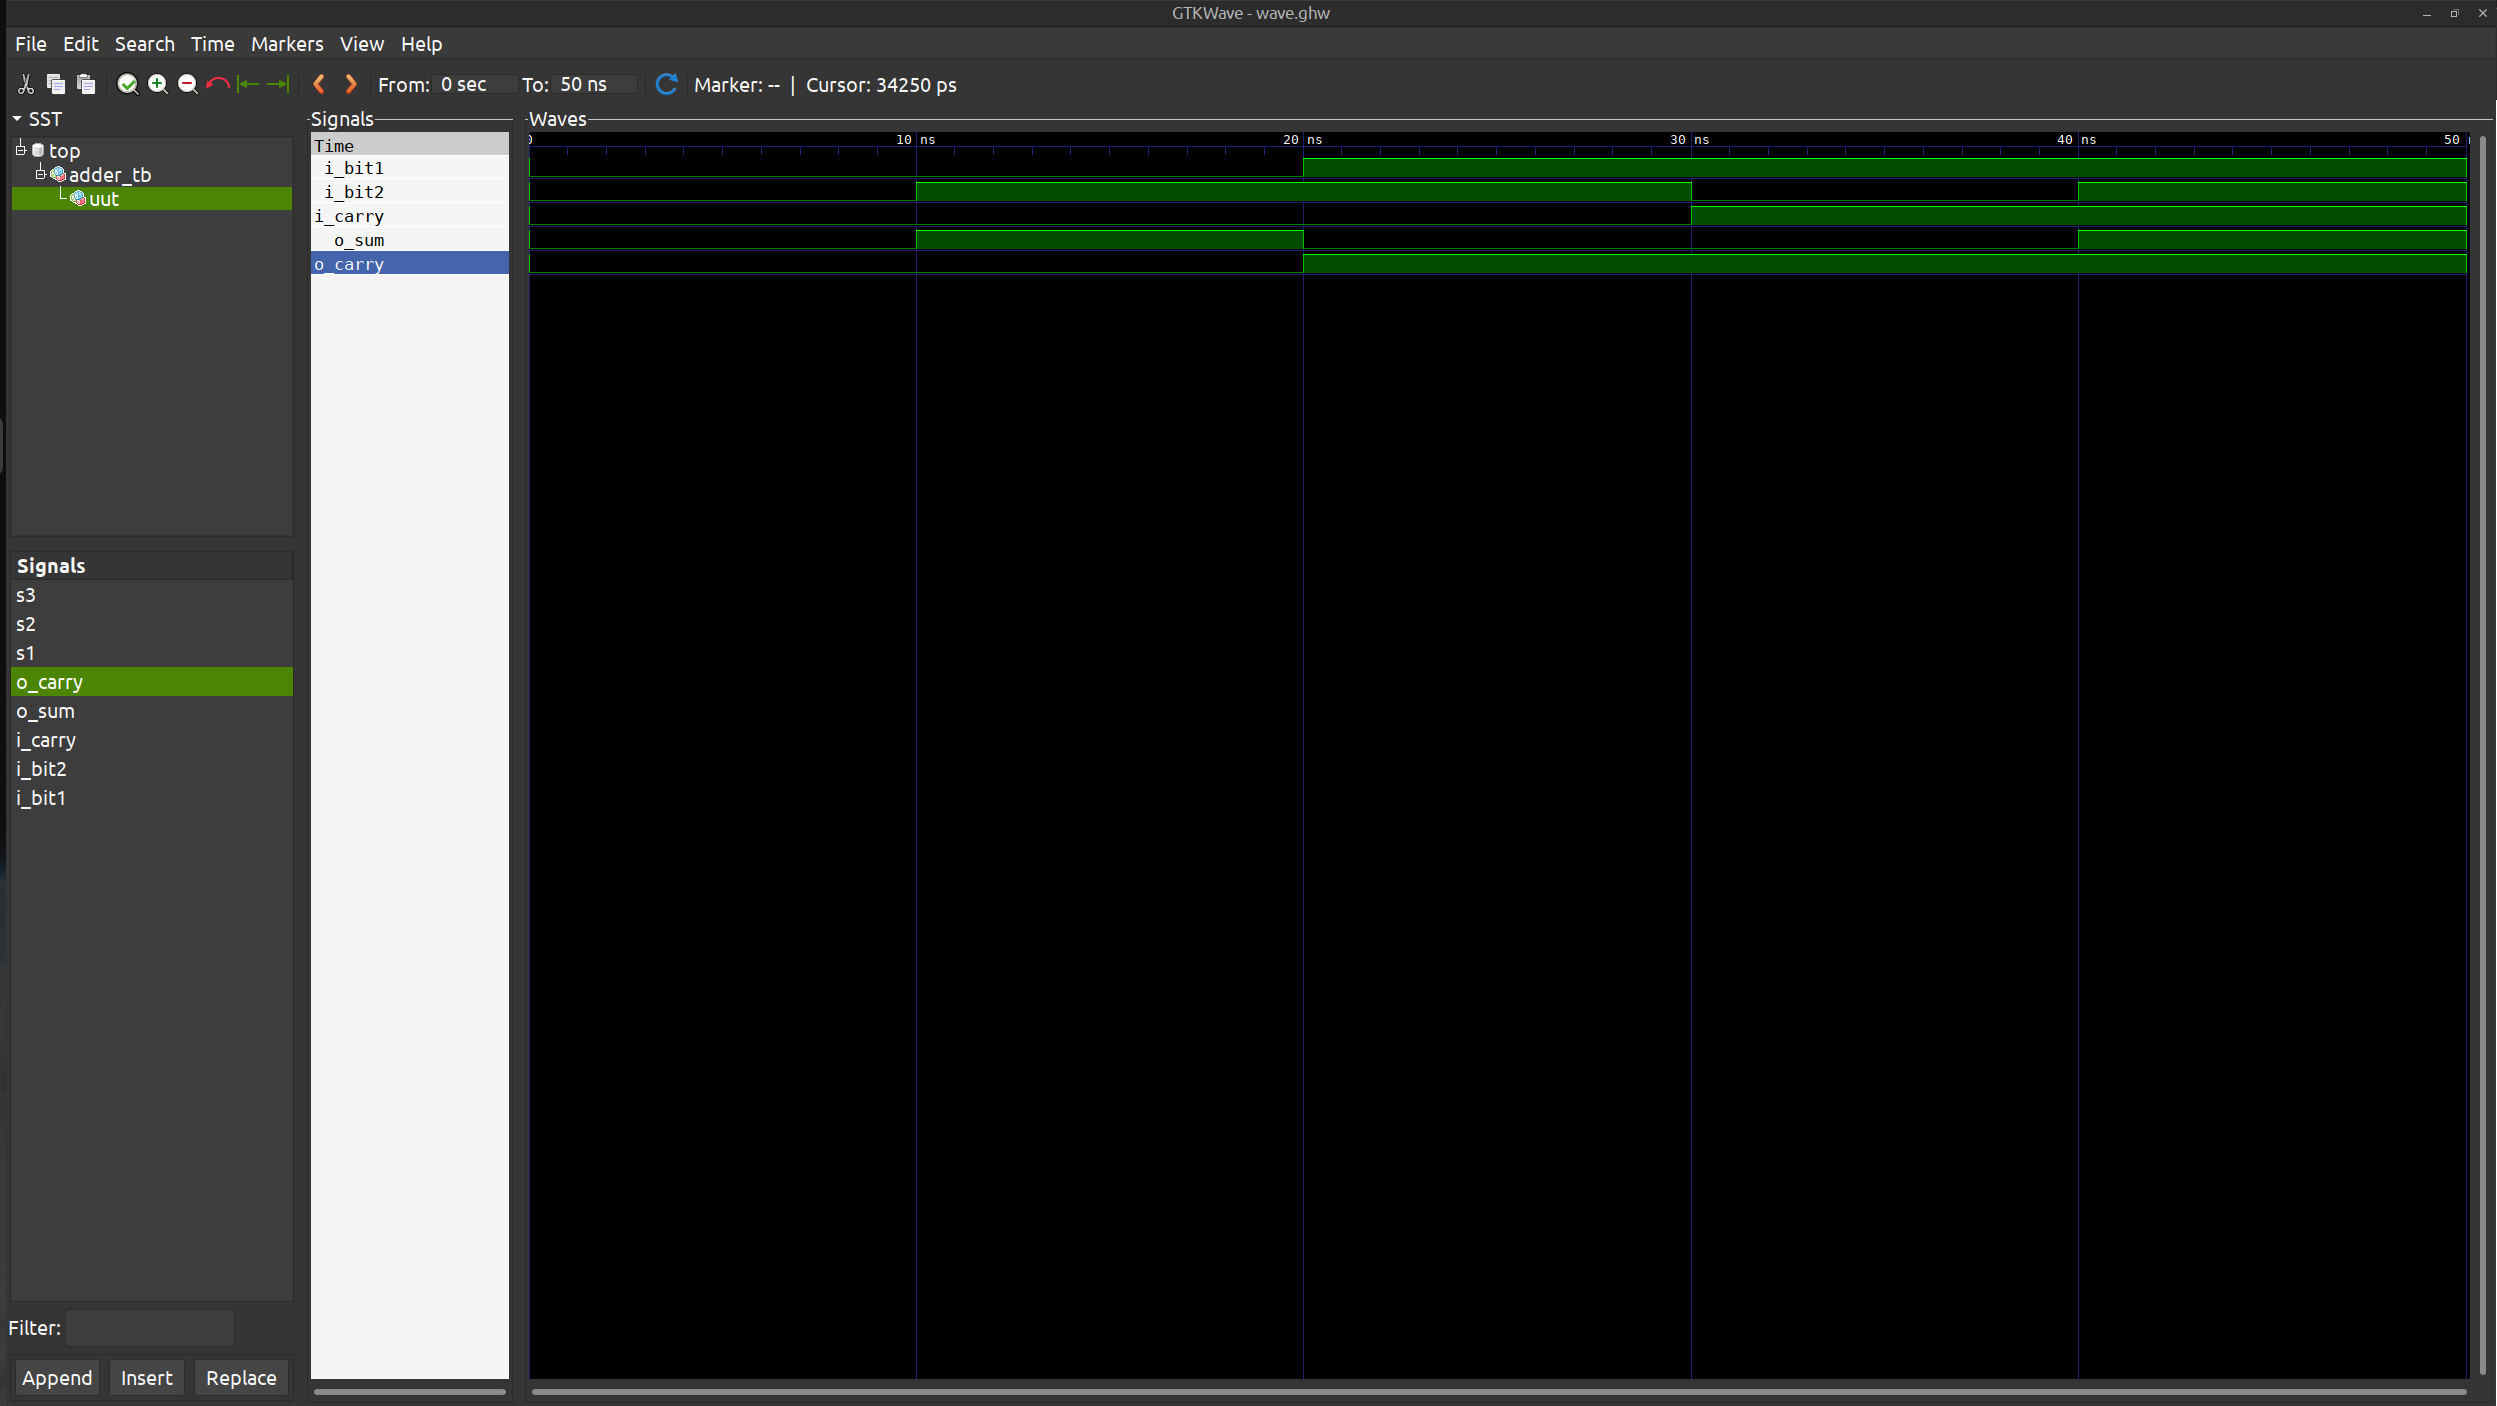 GTKWave - wave.ghw
File Edit Search Time Markers View Help
From: 0 sec To: 50 ns Marker: -- | Cursor: 34250 ps
SST
top
adder_tb
uut
Signals
s3
s2
s1
o_carry
o_sum
i_carry
i_bit2
i_bit1
Filter:
Append Insert Replace
Signals
Time
i_bit1
i_bit2
i_carry
o_sum
o_carry
Waves
0 10 ns 20 ns 30 ns 40 ns 50